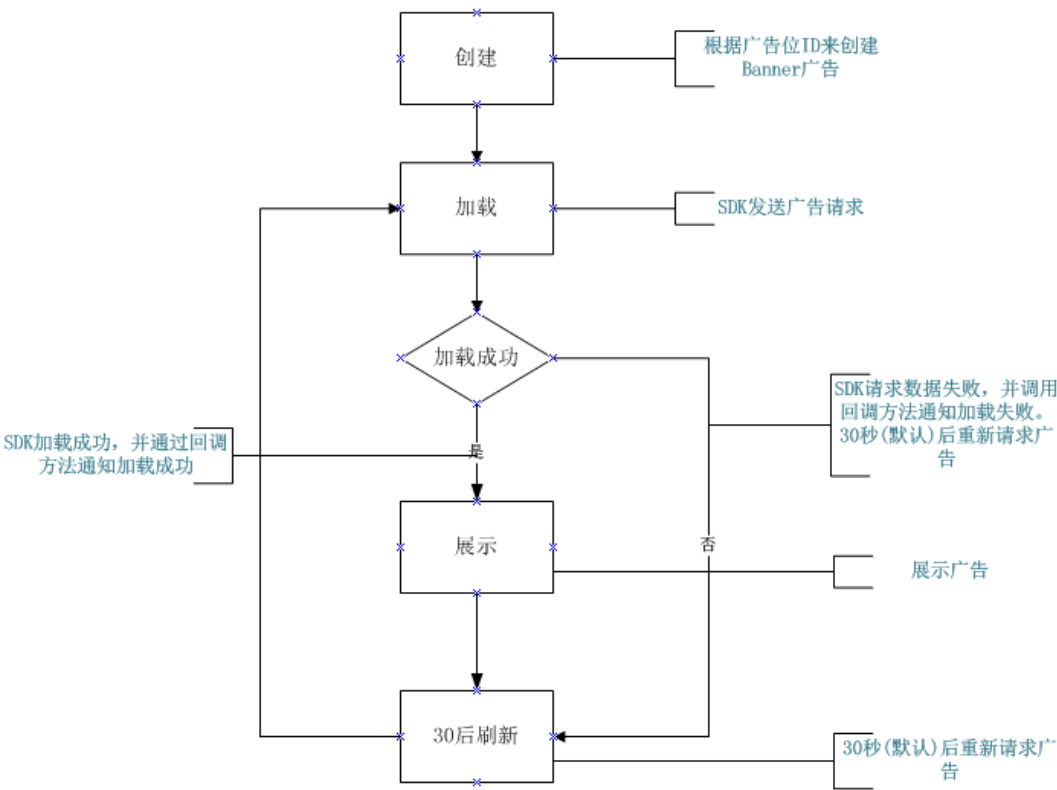 创建
根据广告位ID来创建
Banner广告
加载
SDK发送广告请求
加载成功
SDK请求数据失败，并调用
回调方法通知加载失败。
30秒(默认)后重新请求广
告
SDK加载成功，并通过回调
方法通知加载成功
是
展示
否
展示广告
30后刷新
30秒(默认)后重新请求广
告